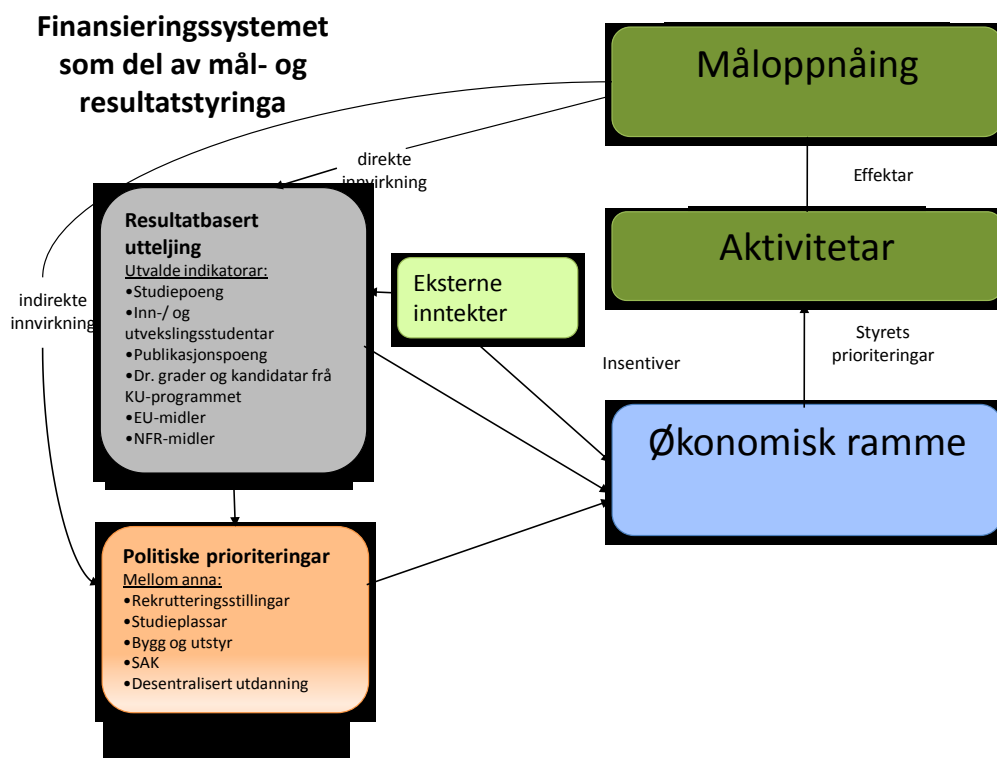 Finansieringssystemet
som del av mål- og
resultatstyringa
Måloppnåing
direkte
innvirkning
Effektar
Resultatbasert
utteljing
Utvalde indikatorar:
•Studiepoeng
•Inn-/ og
utvekslingsstudentar
•Publikasjonspoeng
•Dr. grader og kandidatar frå
KU-programmet
•EU-midler
•NFR-midler
Aktivitetar
Eksterne
inntekter
indirekte
innvirkning
Insentiver
Styrets
prioriteringar
Økonomisk ramme
Politiske prioriteringar
Mellom anna:
•Rekrutteringsstillingar
•Studieplassar
•Bygg og utstyr
•SAK
•Desentralisert utdanning